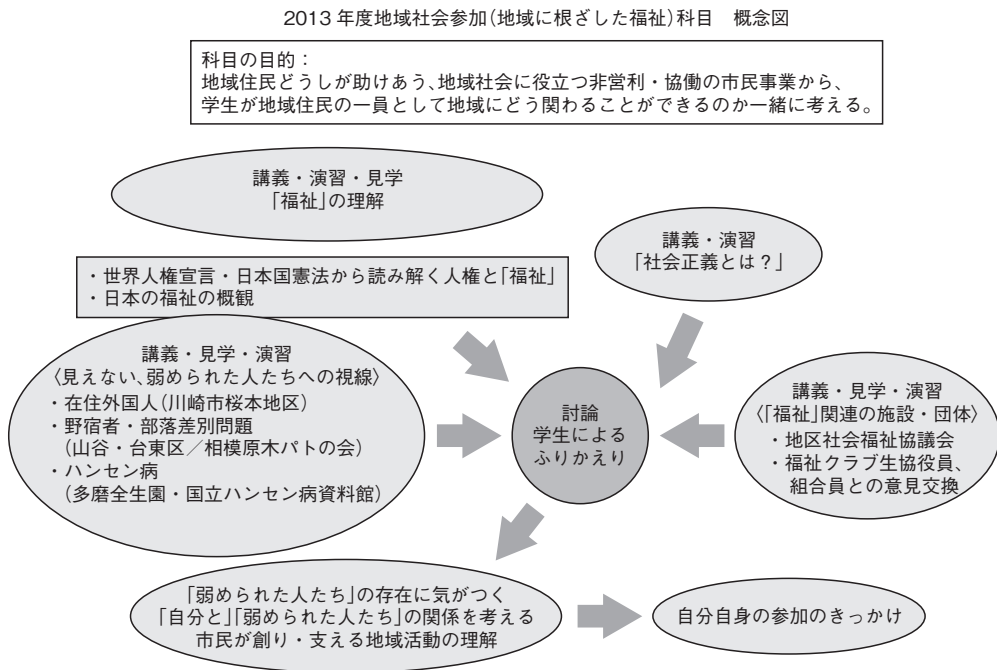 2013年度地域社会参加(地域に根ざした福祉)科目　概念図
科目の目的：
地域住民どうしが助けあう、地域社会に役立つ非営利・協働の市民事業から、
学生が地域住民の一員として地域にどう関わることができるのか一緒に考える。
講義・演習・見学
「福祉」の理解
・世界人権宣言・日本国憲法から読み解く人権と「福祉」
・日本の福祉の概観
講義・演習
「社会正義とは？」
講義・見学・演習
〈見えない、弱められた人たちへの視線〉
・在住外国人(川崎市桜本地区)
・野宿者・部落差別問題
(山谷・台東区／相模原木パトの会)
・ハンセン病
(多磨全生園・国立ハンセン病資料館)
討論
学生による
ふりかえり
講義・見学・演習
〈「福祉」関連の施設・団体〉
・地区社会福祉協議会
・福祉クラブ生協役員、
組合員との意見交換
「弱められた人たち」の存在に気がつく
「自分と」「弱められた人たち」の関係を考える
市民が創り・支える地域活動の理解
自分自身の参加のきっかけ